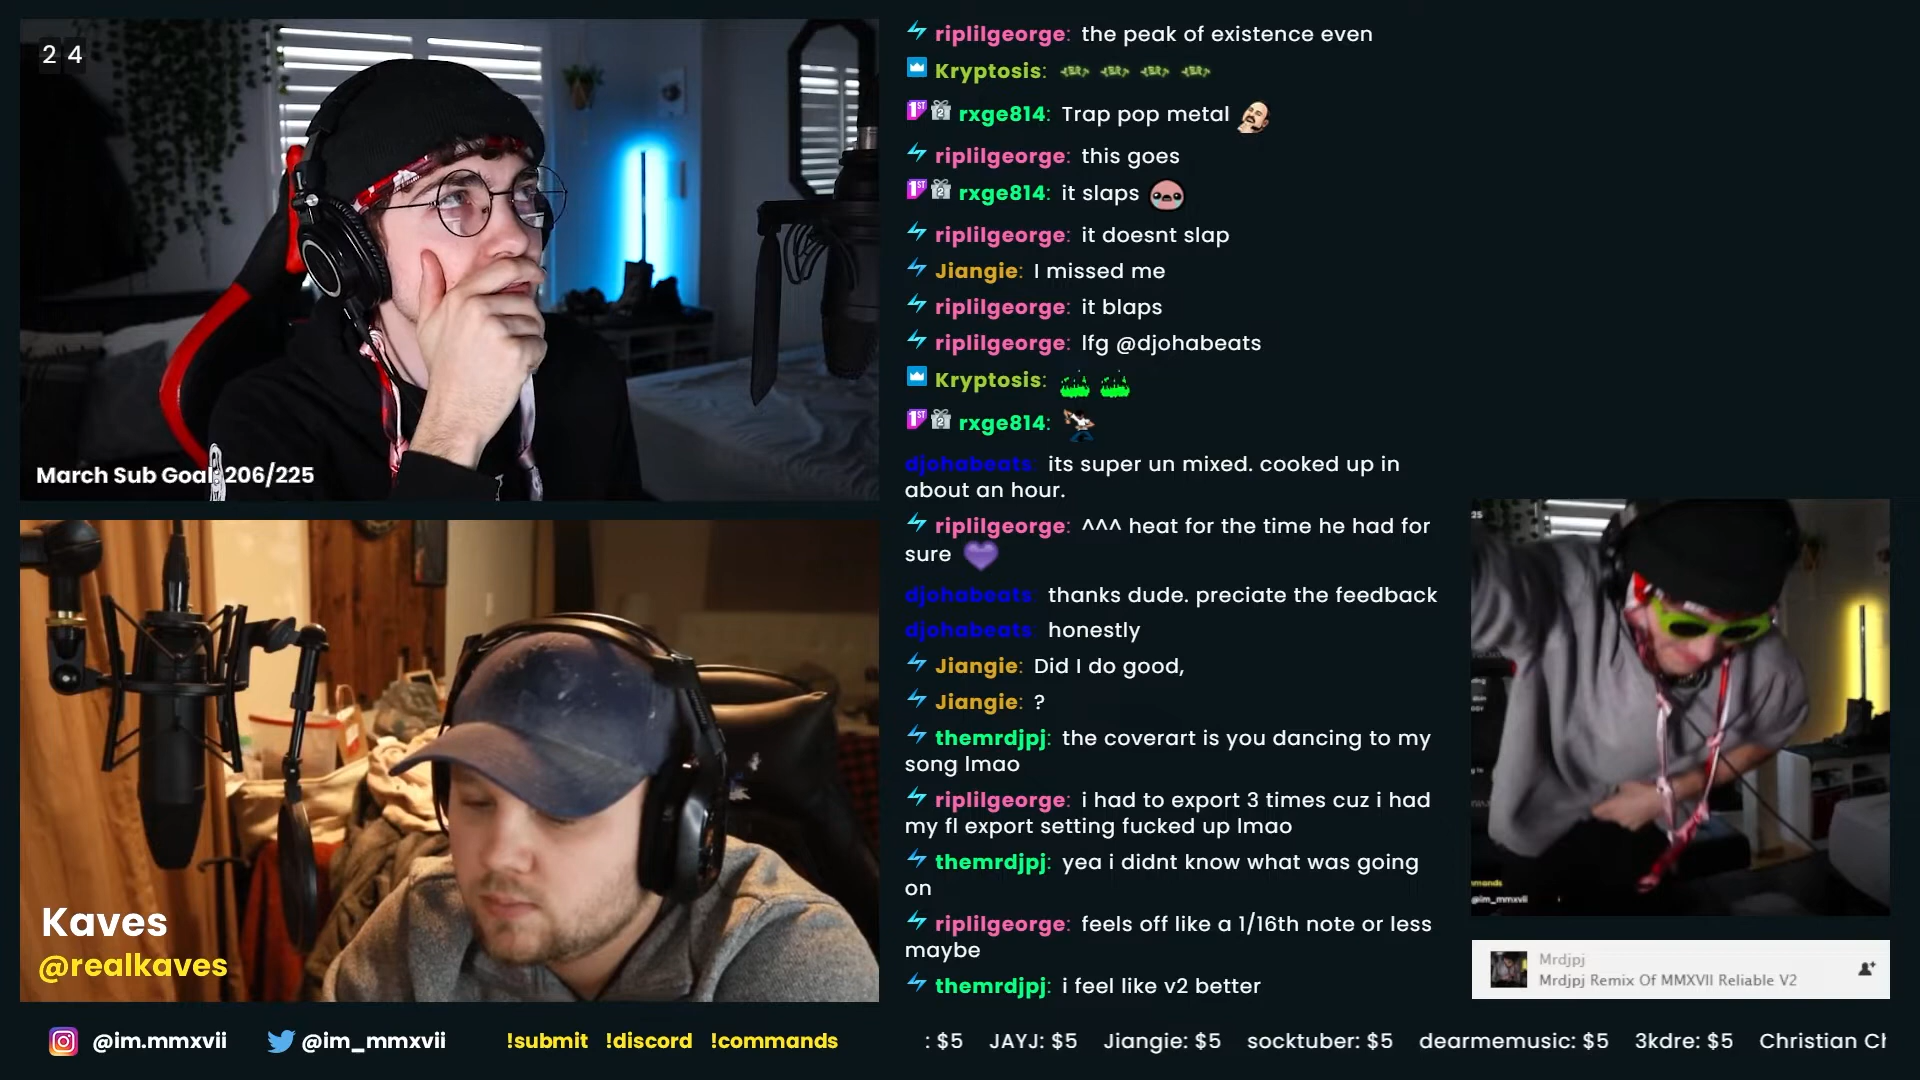 24
March Sub Goal: 206/225
Kaves
@realkaves
riplilgeorge: the peak of existence even
Kryptosis:
rxge814: Trap pop metal
riplilgeorge: this goes
rxge814: it slaps
riplilgeorge: it doesnt slap
Jiangie: I missed me
riplilgeorge: it blaps
riplilgeorge: lfg @djohabeats
Kryptosis:
rxge814:
djohabeats: its super un mixed. cooked up in
about an hour.
riplilgeorge: ^^^ heat for the time he had for
sure
djohabeats: thanks dude. preciate the feedback
djohabeats: honestly
Jiangie: Did I do good,
Jiangie: ?
themrdjpj: the coverart is you dancing to my
song lmao
riplilgeorge: i had to export 3 times cuz i had
my fl export setting fucked up lmao
themrdjpj: yea i didnt know what was going
on
riplilgeorge: feels off like a 1/16th note or less
maybe
themrdjpj: i feel like v2 better
25
@im_mmxvii
Mrdjpj
Mrdjpj Remix Of MMXVII Reliable V2
@im.mmxvii @im_mmxvii !submit !discord !commands
: $5 JAYJ: $5 Jiangie: $5 socktuber: $5 dearmemusic: $5 3kdre: $5 Christian